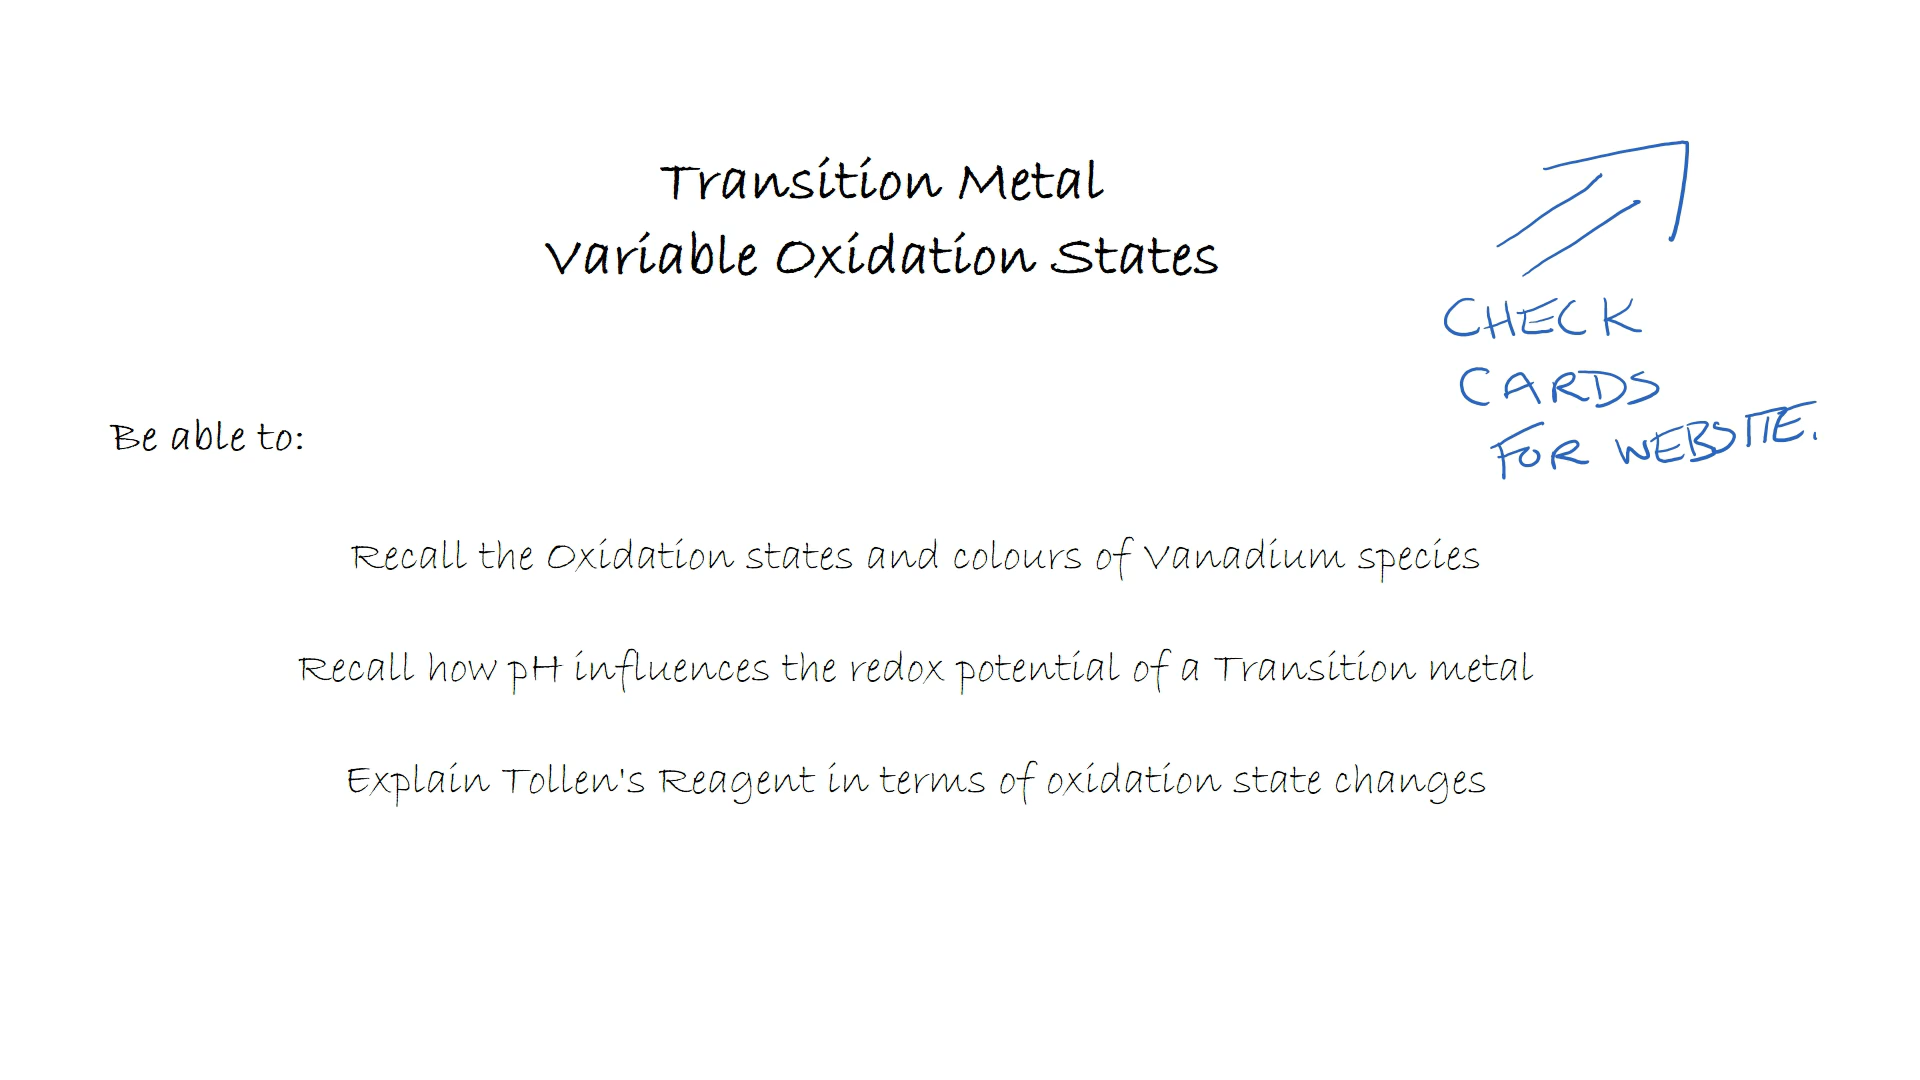 Transition Metal
Variable Oxidation States
CHECK
CARDS
FOR WEBSITE.
Be able to:
Recall the Oxidation states and colours of Vanadium species
Recall how pH influences the redox potential of a Transition metal
Explain Tollen's Reagent in terms of oxidation state changes